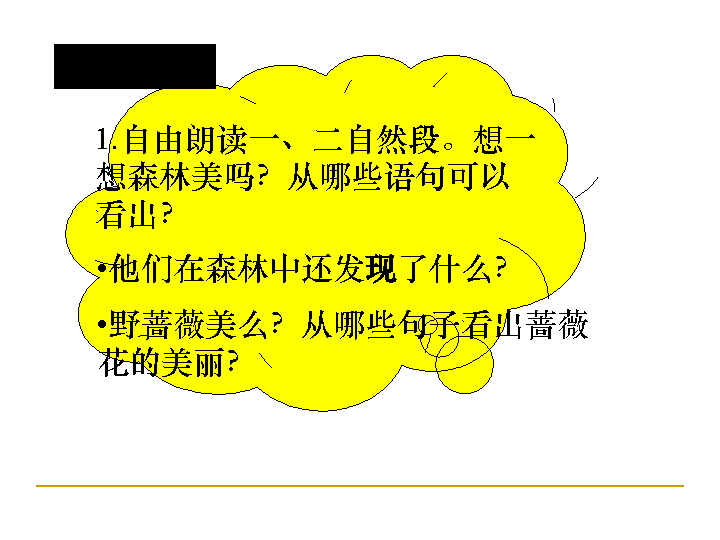 1.自由朗读一、二自然段。想一
想森林美吗？从哪些语句可以
看出？
•他们在森林中还发现了什么？
•野蔷薇美么？从哪些句子看出蔷薇
花的美丽？